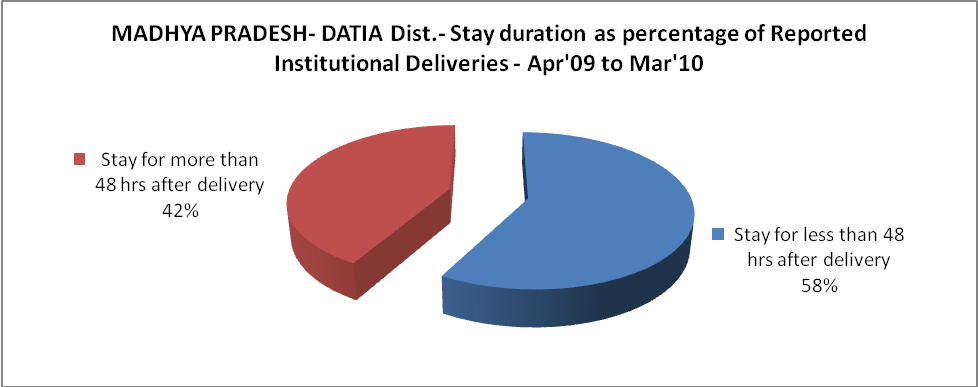 MADHYA PRADESH- DATIA Dist.- Stay duration as percentage of Reported
Institutional Deliveries - Apr'09 to Mar'10
Stay for more than
48 hrs after delivery
42%
Stay for less than 48
hrs after delivery
58%